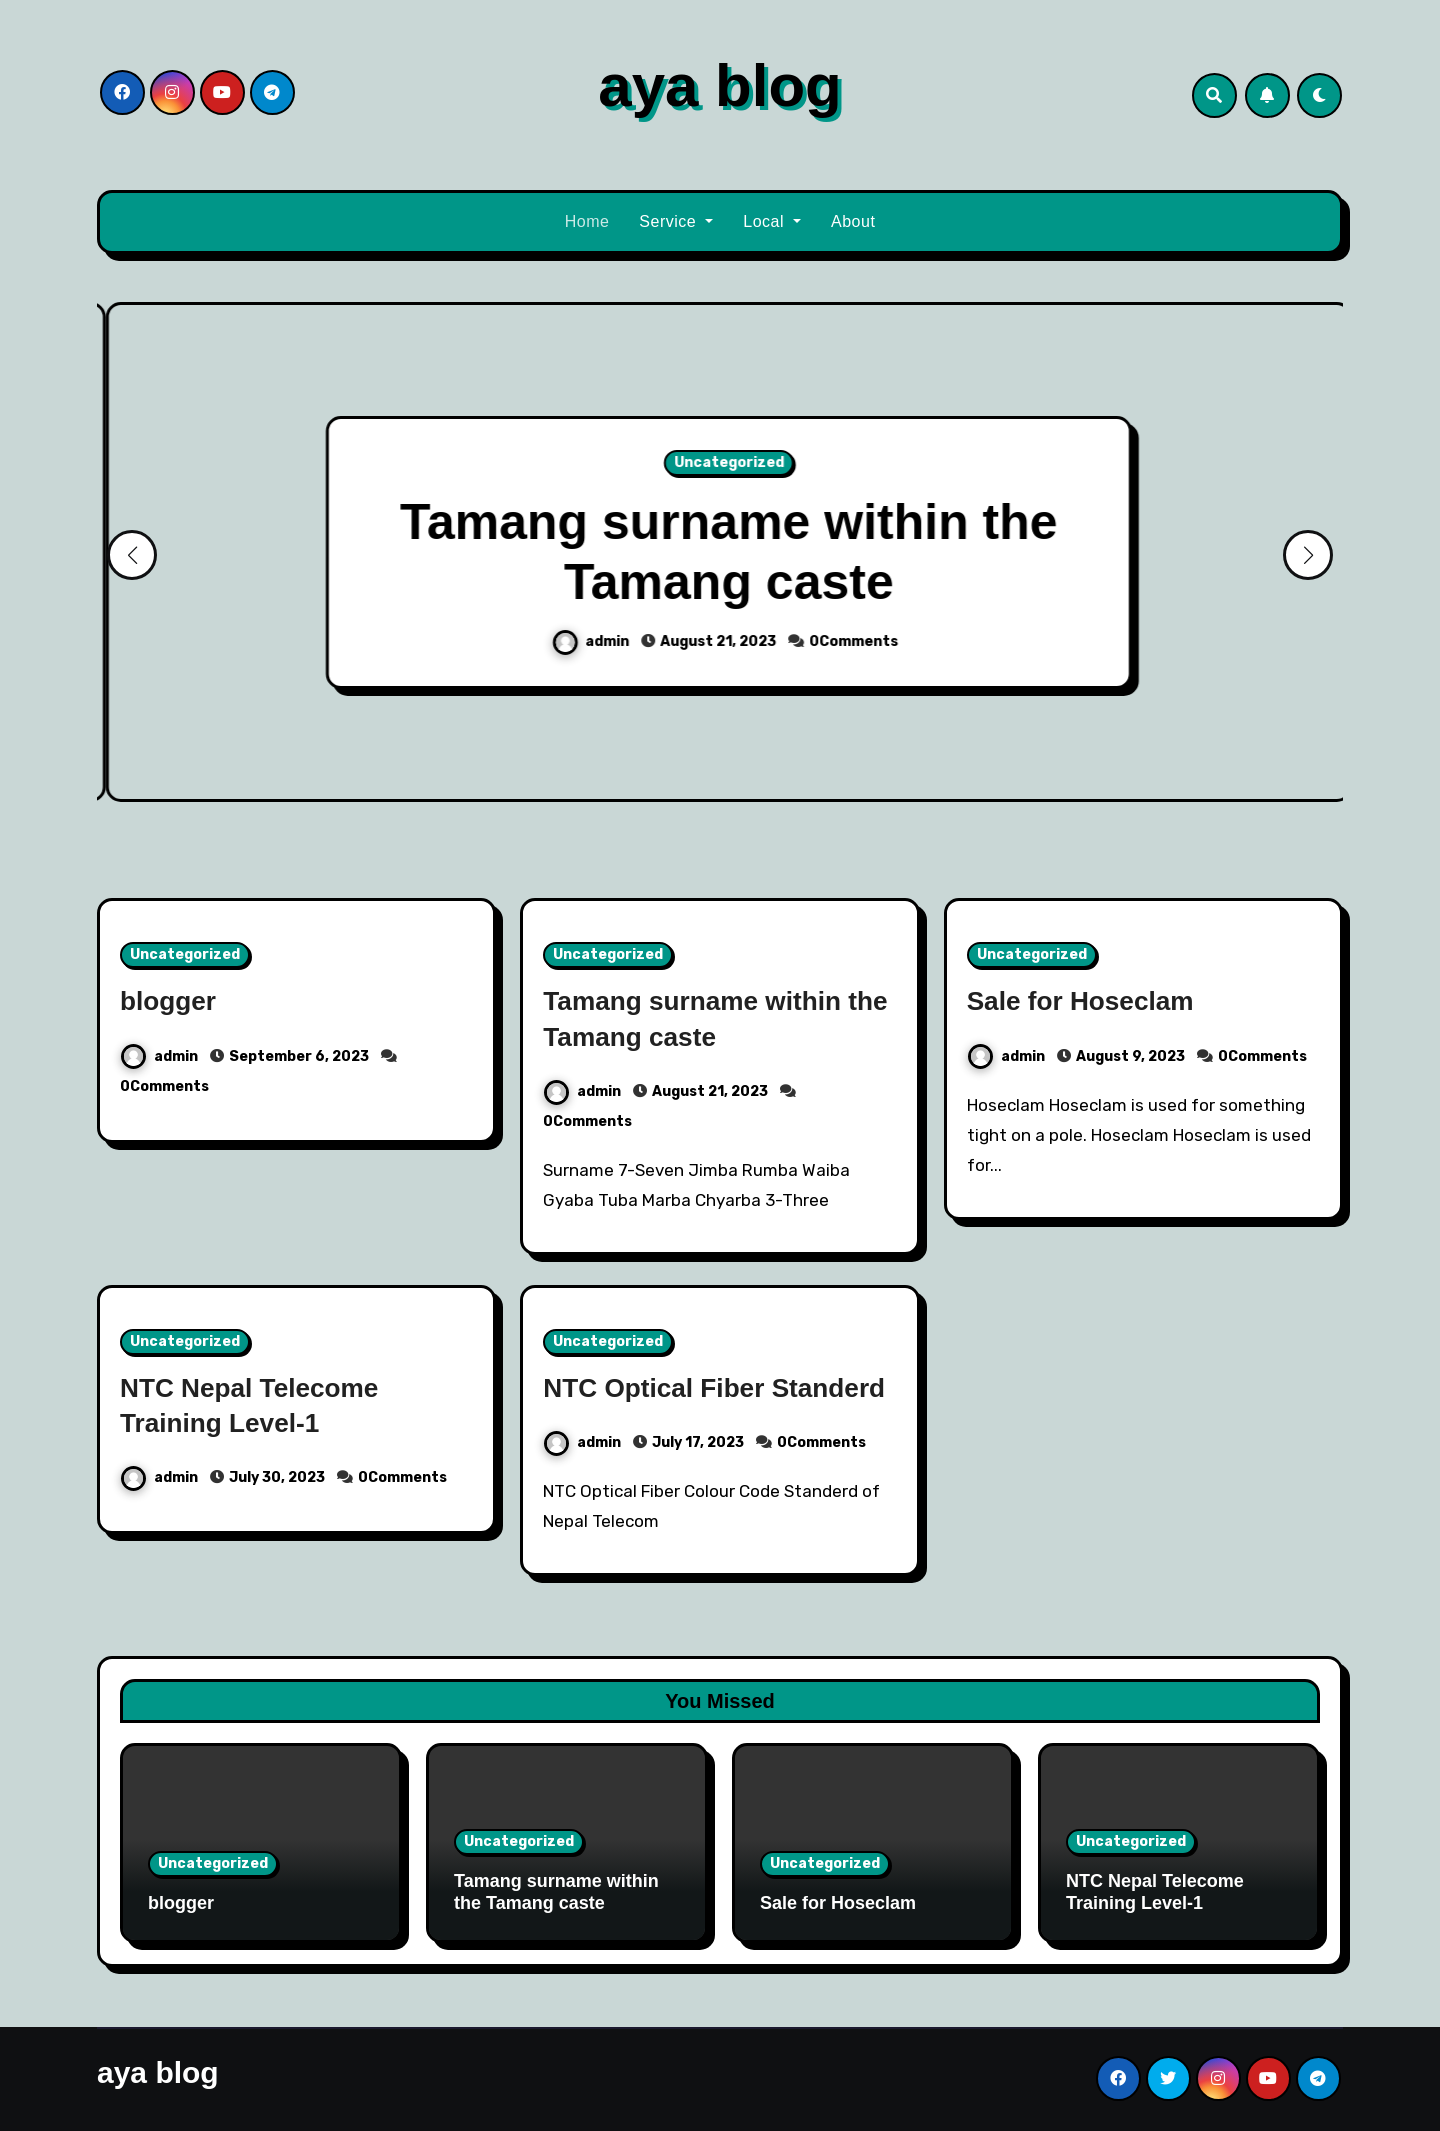 aya blog
Home Service Local About
Uncategorized
Tamang surname within the
Tamang caste
admin August 21, 2023 0Comments
Uncategorized
blogger
admin September 6, 2023
0Comments
Uncategorized
Tamang surname within the
Tamang caste
admin August 21, 2023
0Comments
Surname 7-Seven Jimba Rumba Waiba
Gyaba Tuba Marba Chyarba 3-Three
Uncategorized
Sale for Hoseclam
admin August 9, 2023 0Comments
Hoseclam Hoseclam is used for something
tight on a pole. Hoseclam Hoseclam is used
for...
Uncategorized
NTC Nepal Telecome
Training Level-1
admin July 30, 2023 0Comments
Uncategorized
NTC Optical Fiber Standerd
admin July 17, 2023 0Comments
NTC Optical Fiber Colour Code Standerd of
Nepal Telecom
You Missed
Uncategorized
blogger
Uncategorized
Tamang surname within
the Tamang caste
Uncategorized
Sale for Hoseclam
Uncategorized
NTC Nepal Telecome
Training Level-1
aya blog